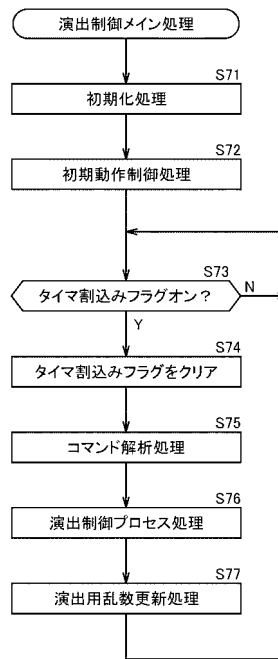 演出制御メイン処理
S71
初期化処理
S72
初期動作制御処理
S73
タイマ割込みフラグオン？
N
Y
S74
タイマ割込みフラグをクリア
S75
コマンド解析処理
S76
演出制御プロセス処理
S77
演出用乱数更新処理